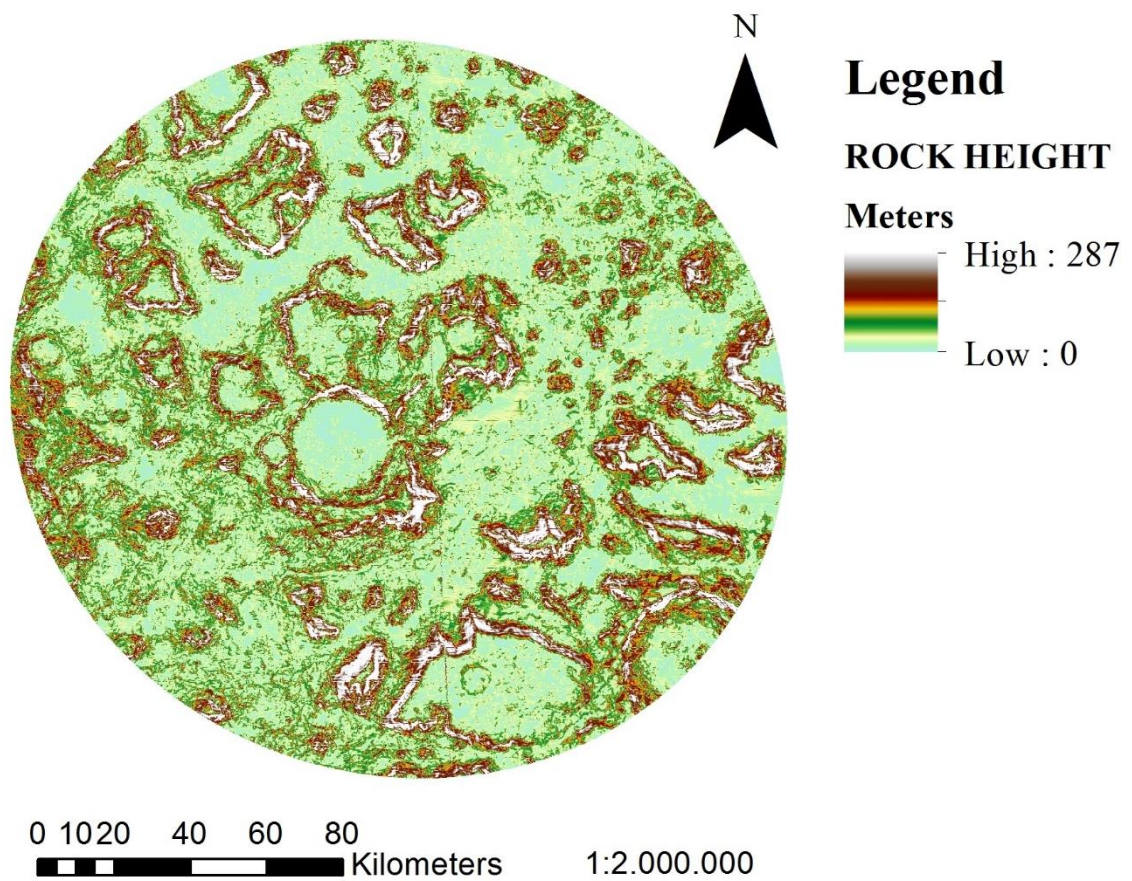 N
Legend
ROCK HEIGHT
Meters
High : 287
Low : 0
0 10 20 40 60 80
Kilometers
1:2.000.000